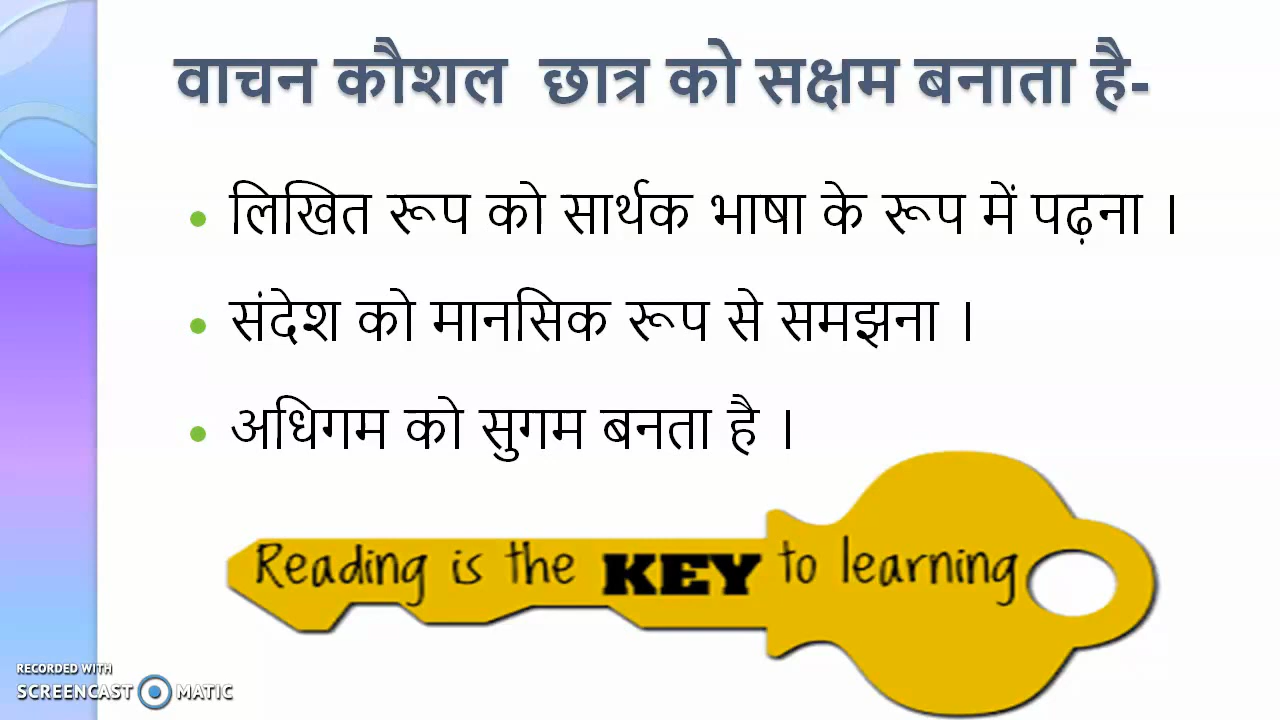 वाचन कौशल छात्र को सक्षम बनाता है-
लिखित रूप को सार्थक भाषा के रूप में पढ़ना ।
संदेश को मानसिक रूप से समझना ।
अधिगम को सुगम बनता है ।
Reading is the KEY to learning
RECORDED WITH
SCREENCAST MATIC